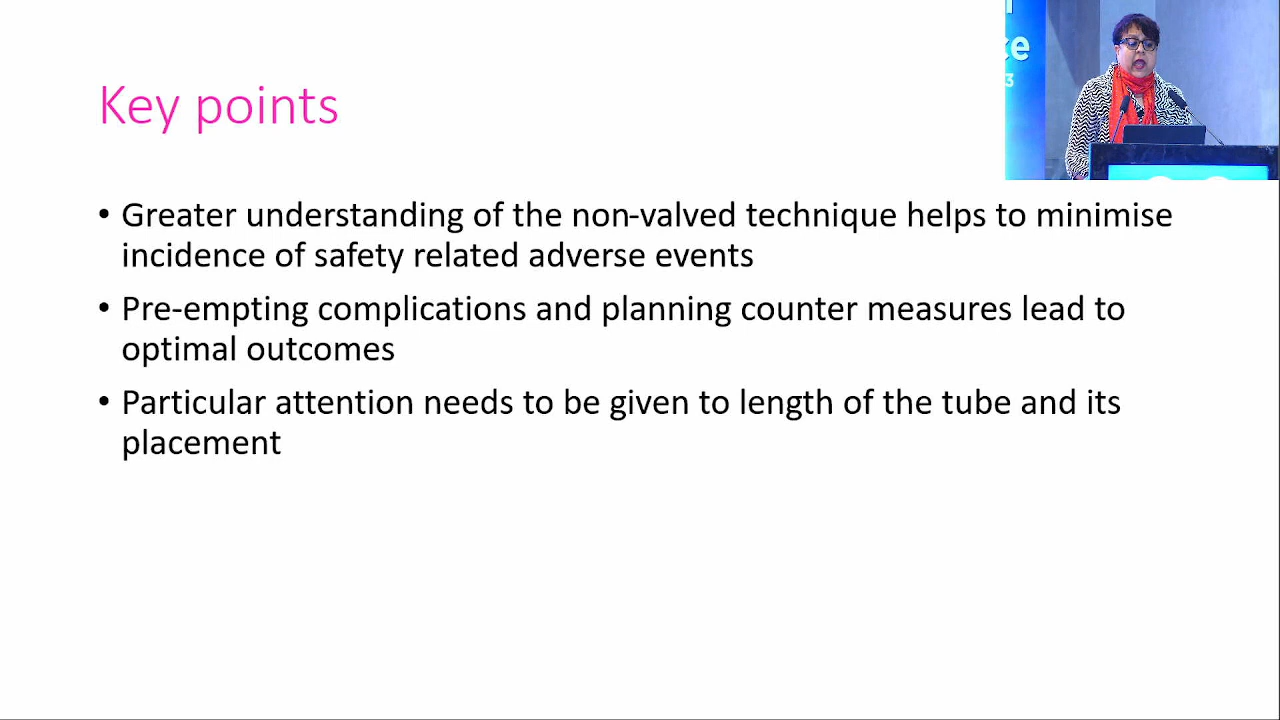 Key points
• Greater understanding of the non-valved technique helps to minimise
incidence of safety related adverse events
• Pre-empting complications and planning counter measures lead to
optimal outcomes
• Particular attention needs to be given to length of the tube and its
placement